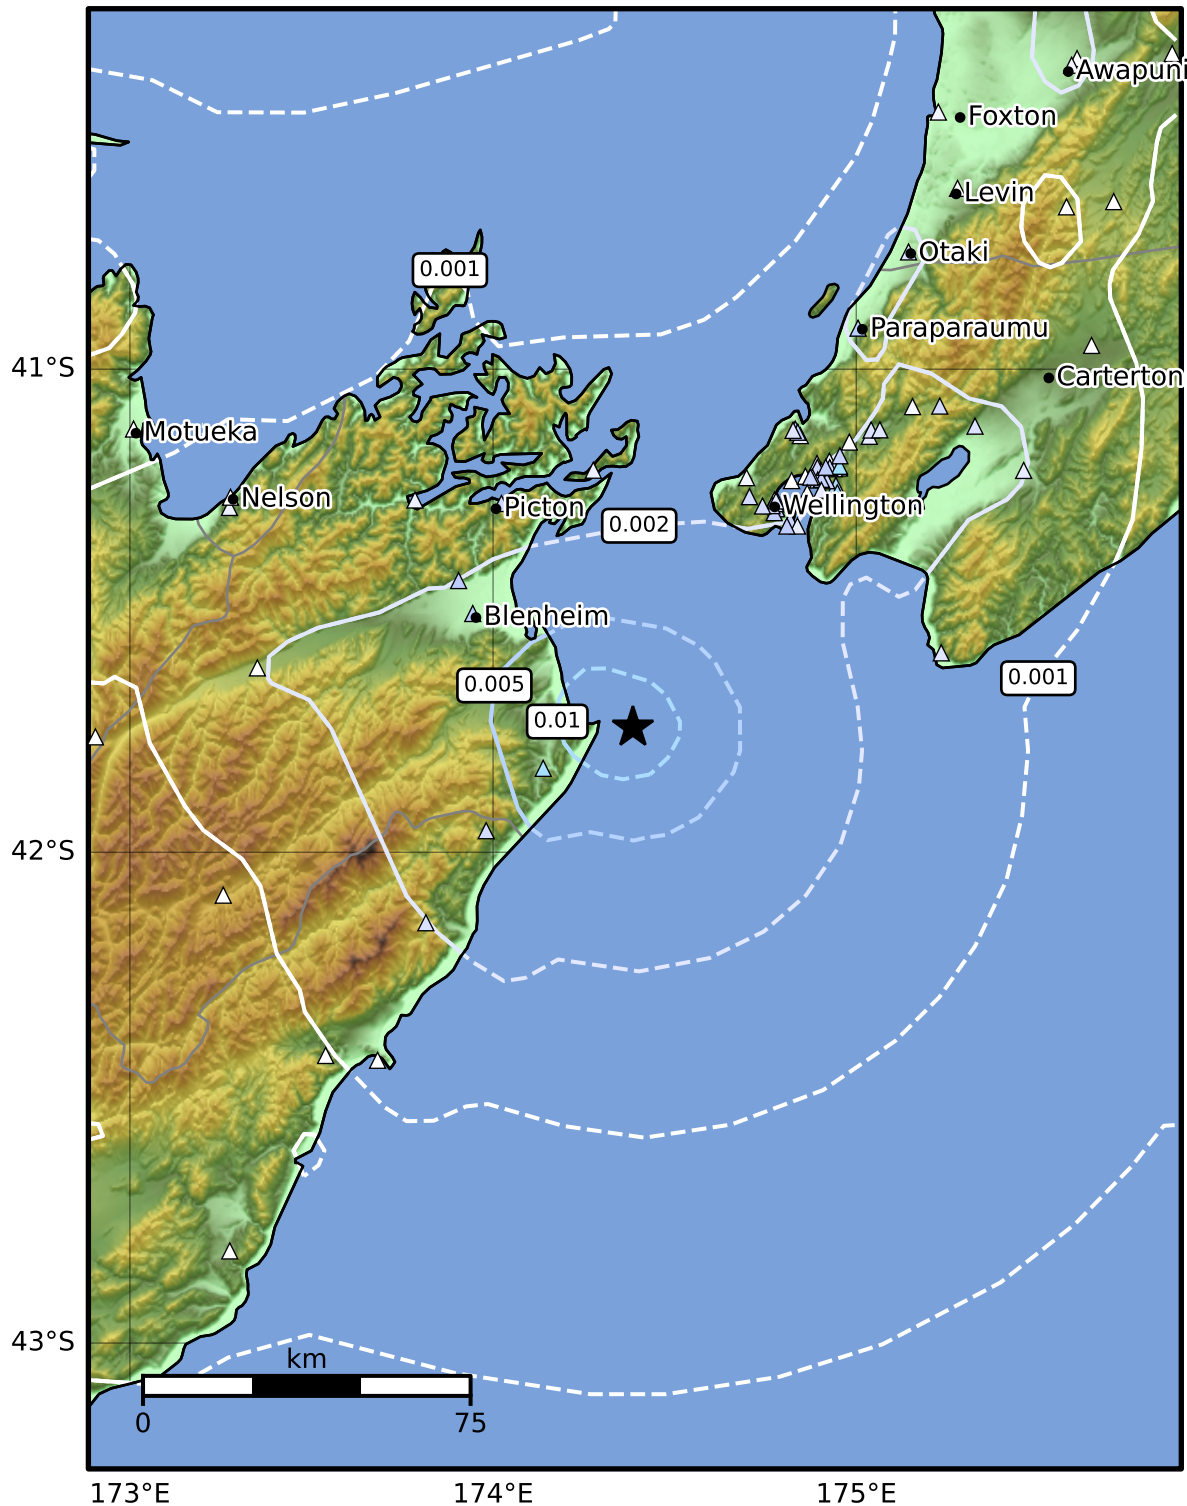 Awapuni
Foxton
Levin
Otaki
0.001
Paraparaumu
41°S
Carterton
Motueka
Nelson
Picton
Wellington
0.002
Blenheim
0.005
0.001
0.01
42°S
43°S
km
0
75
173°E
174°E
175°E